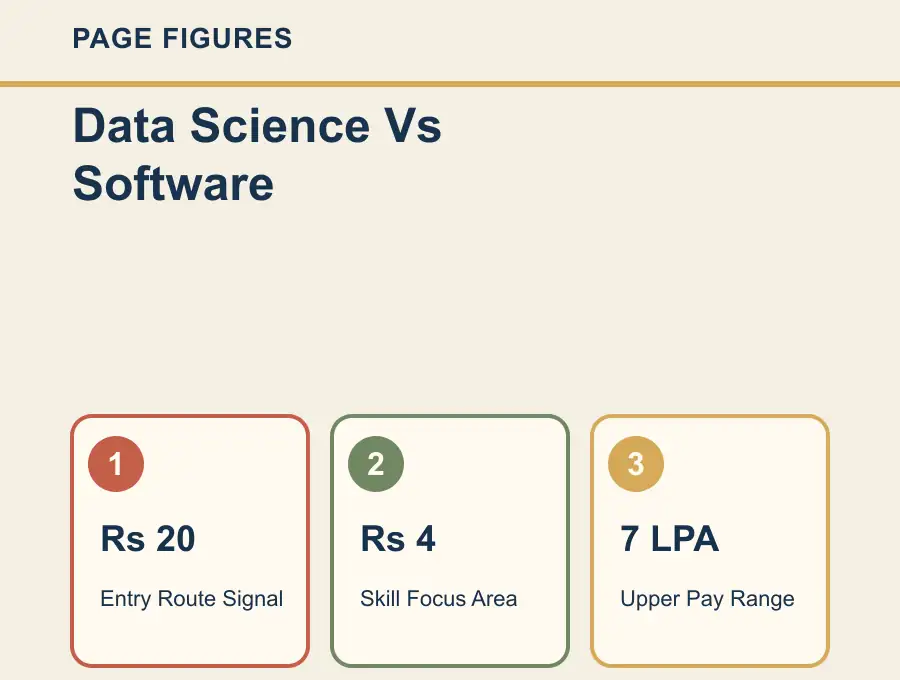 PAGE FIGURES
Data Science Vs
Software
1
Rs 20
Entry Route Signal
2
Rs 4
Skill Focus Area
3
7 LPA
Upper Pay Range